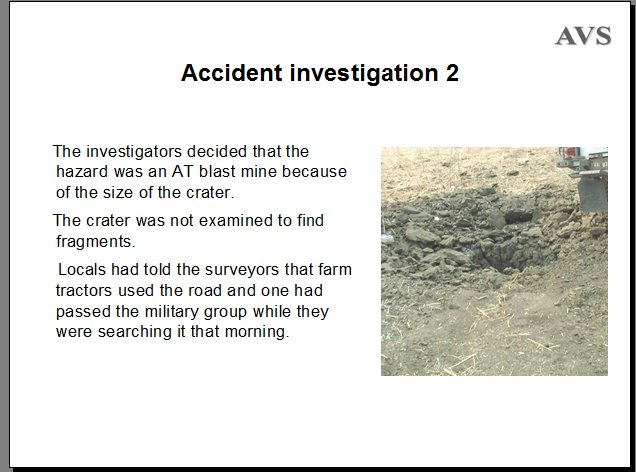 AVS
Accident investigation 2
The investigators decided that the
hazard was an AT blast mine because
of the size of the crater.
The crater was not examined to find
fragments.
Locals had told the surveyors that farm
tractors used the road and one had
passed the military group while they
were searching it that morning.